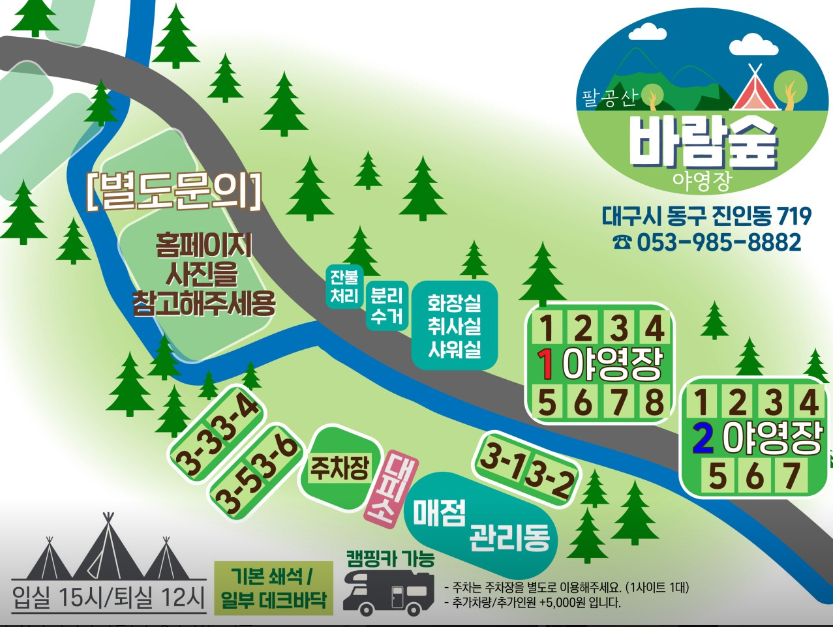 팔공산
바람숲
야영장
대구시 동구 진인동 719
☎ 053-985-8882
[별도문의]
홈페이지
사진을
참고해주세용
잔불
처리
분리
수거
화장실
취사실
샤워실
1 2 3 4
1 야영장
5 6 7 8
1 2 3 4
2 야영장
5 6 7
3-3 3-4
3-5 3-6
주차장
대피소
3-1 3-2
매점
관리동
입실 15시/퇴실 12시
기본 쇄석 /
일부 데크바닥
캠핑카 가능
- 주차는 주차장을 별도로 이용해주세요. (1사이트 1대)
- 추가차량/추가인원 +5,000원 입니다.